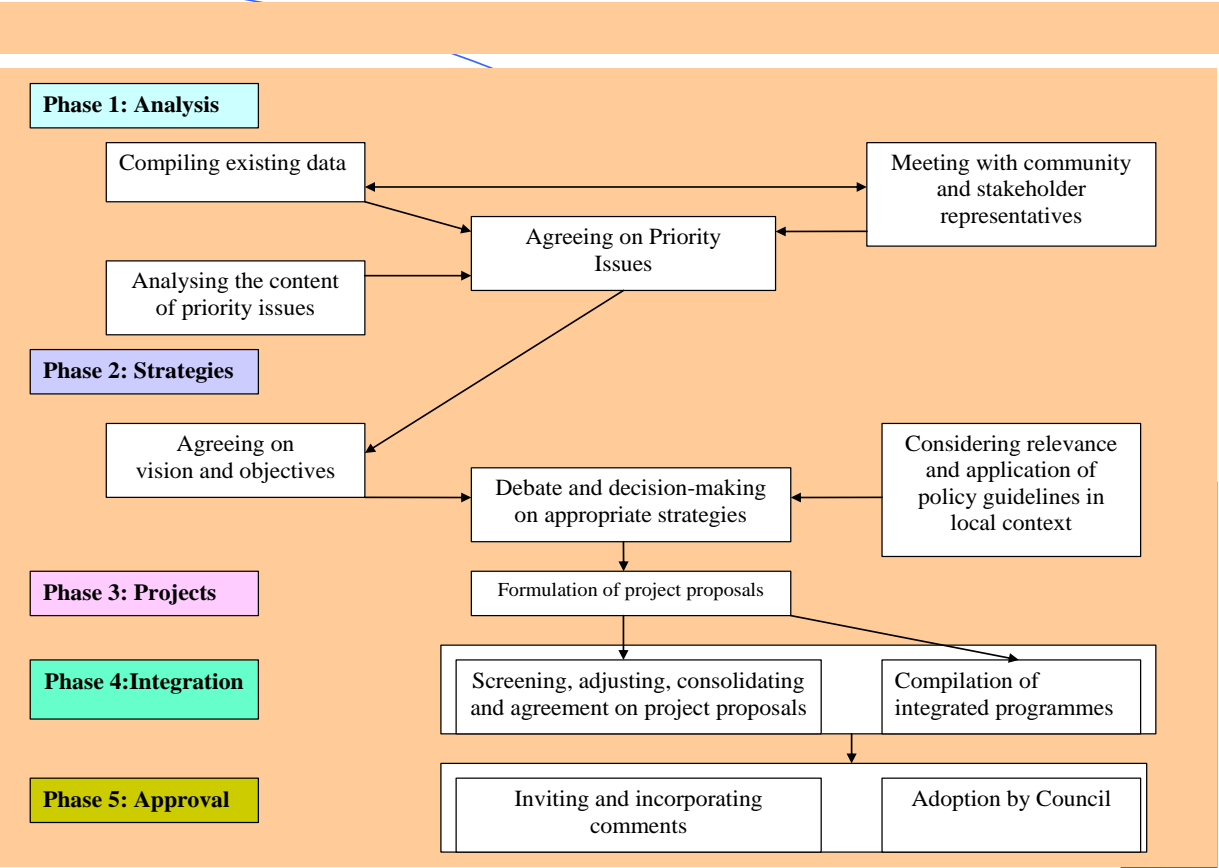 Phase 1: Analysis
Compiling existing data
Meeting with community
and stakeholder
representatives
Agreeing on Priority
Issues
Analysing the content
of priority issues
Phase 2: Strategies
Agreeing on
vision and objectives
Considering relevance
and application of
policy guidelines in
local context
Debate and decision-making
on appropriate strategies
Phase 3: Projects
Formulation of project proposals
Phase 4:Integration
Screening, adjusting, consolidating
and agreement on project proposals
Compilation of
integrated programmes
Phase 5: Approval
Inviting and incorporating
comments
Adoption by Council